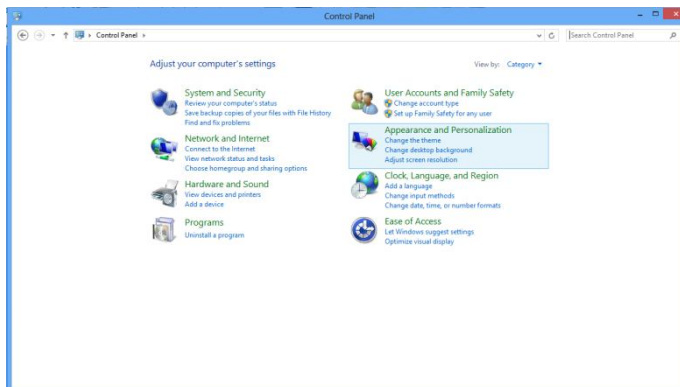 Control Panel
Control Panel
Search Control Panel
Adjust your computer's settings
View by: Category
System and Security
Review your computer's status
Save backup copies of your files with File History
Find and fix problems
Network and Internet
Connect to the Internet
View network status and tasks
Choose homegroup and sharing options
Hardware and Sound
View devices and printers
Add a device
Programs
Uninstall a program
User Accounts and Family Safety
Change account type
Set up Family Safety for any user
Appearance and Personalization
Change the theme
Change desktop background
Adjust screen resolution
Clock, Language, and Region
Add a language
Change input methods
Change date, time, or number formats
Ease of Access
Let Windows suggest settings
Optimize visual display